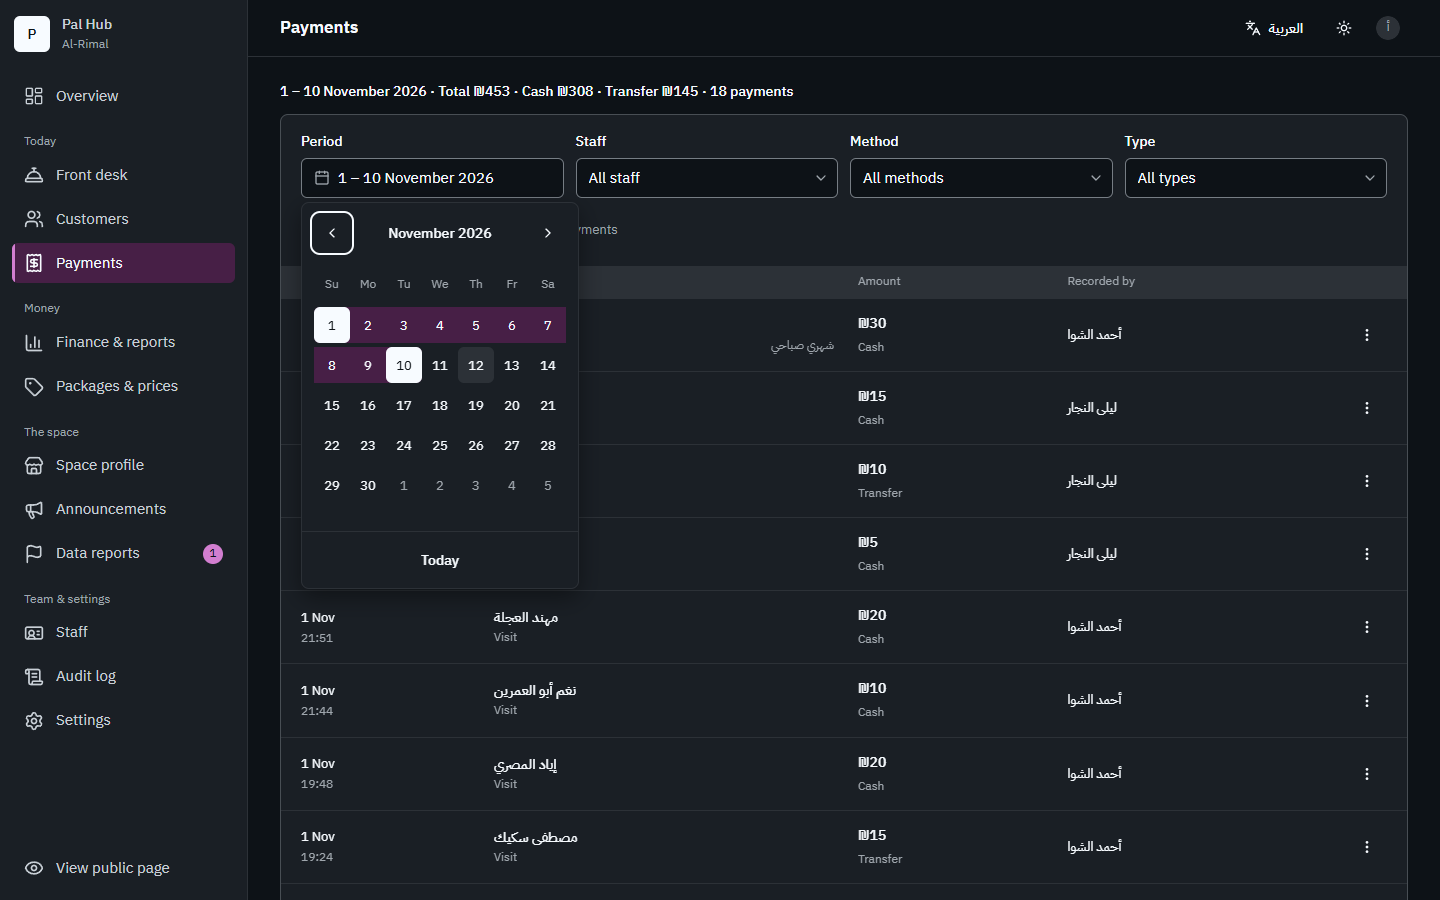 P
Pal Hub
Al-Rimal
Overview
Today
Front desk
Customers
Payments
Money
Finance & reports
Packages & prices
The space
Space profile
Announcements
Data reports
1
Team & settings
Staff
Audit log
Settings
View public page
Payments
العربية
أ
1 – 10 November 2026 · Total ₪453 · Cash ₪308 · Transfer ₪145 · 18 payments
Period
Staff
Method
Type
1 – 10 November 2026
All staff
All methods
All types
November 2026
Su Mo Tu We Th Fr Sa
1 2 3 4 5 6 7
8 9 10 11 12 13 14
15 16 17 18 19 20 21
22 23 24 25 26 27 28
29 30 1 2 3 4 5
Today
Amount
Recorded by
شهري صباحي
₪30
Cash
أحمد الشوا
₪15
Cash
ليلى النجار
₪10
Transfer
ليلى النجار
₪5
Cash
ليلى النجار
1 Nov
21:51
مهند العجلة
Visit
₪20
Cash
أحمد الشوا
1 Nov
21:44
نغم أبو العمرين
Visit
₪10
Cash
أحمد الشوا
1 Nov
19:48
إياد المصري
Visit
₪20
Cash
أحمد الشوا
1 Nov
19:24
مصطفى سكيك
Visit
₪15
Transfer
أحمد الشوا